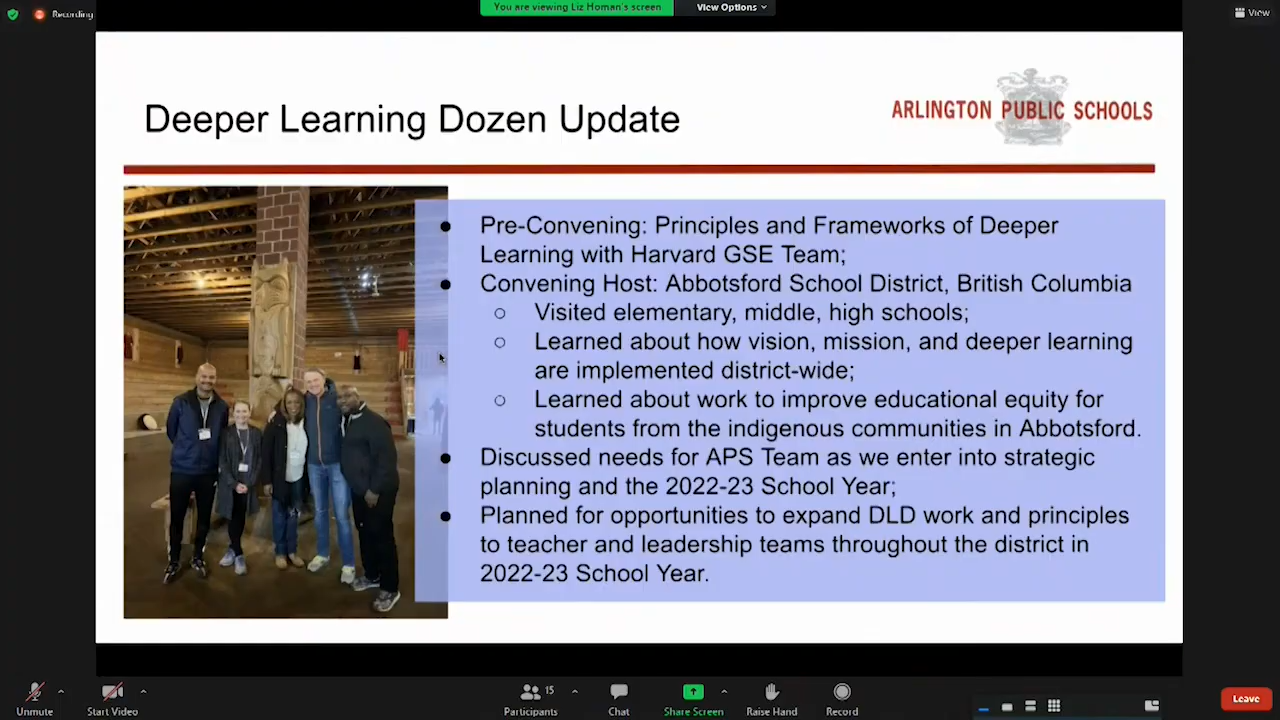 Recording
You are viewing Liz Homan's screen
View Options
View
Deeper Learning Dozen Update
ARLINGTON PUBLIC SCHOOLS
● Pre-Convening: Principles and Frameworks of Deeper
Learning with Harvard GSE Team;
● Convening Host: Abbotsford School District, British Columbia
○ Visited elementary, middle, high schools;
○ Learned about how vision, mission, and deeper learning
are implemented district-wide;
○ Learned about work to improve educational equity for
students from the indigenous communities in Abbotsford.
● Discussed needs for APS Team as we enter into strategic
planning and the 2022-23 School Year;
● Planned for opportunities to expand DLD work and principles
to teacher and leadership teams throughout the district in
2022-23 School Year.
15
Unmute
Start Video
Participants
Chat
Share Screen
Raise Hand
Record
Leave